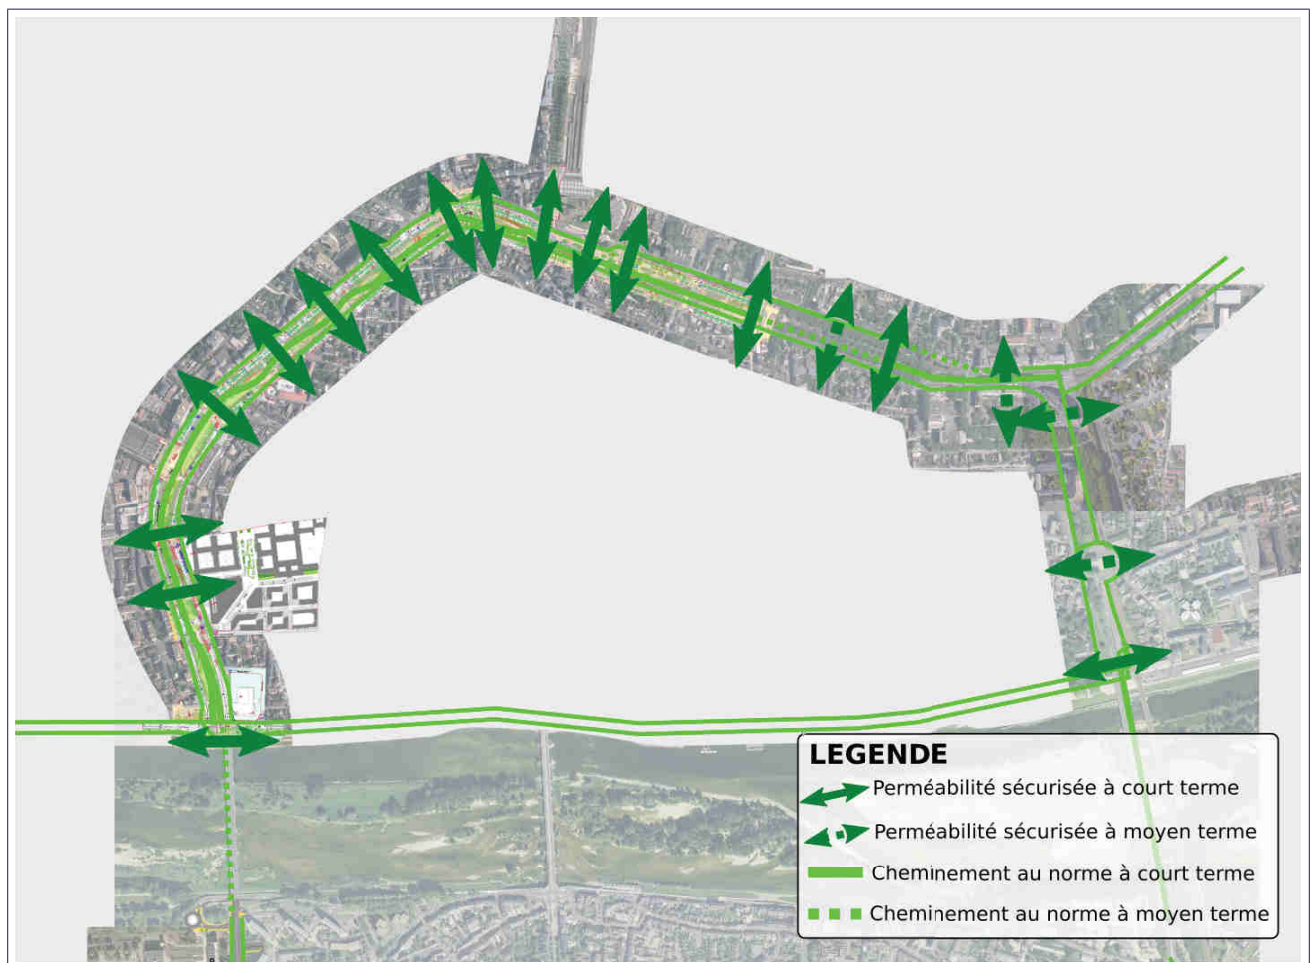 LEGENDE
Perméabilité sécurisée à court terme
Perméabilité sécurisée à moyen terme
Cheminement au norme à court terme
Cheminement au norme à moyen terme